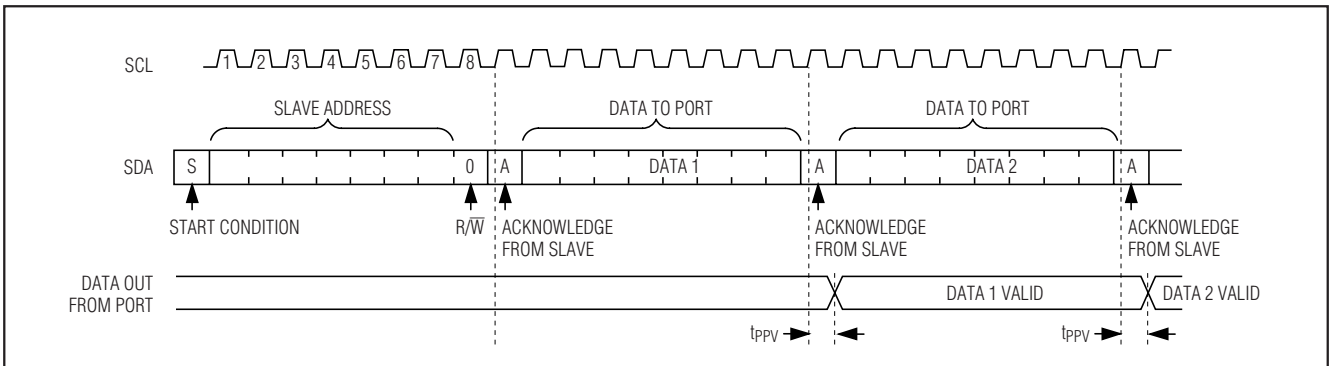 SCL
1 2 3 4 5 6 7 8
SLAVE ADDRESS DATA TO PORT DATA TO PORT
SDA S 0 A DATA 1 A DATA 2 A
START CONDITION R/W̅ ACKNOWLEDGE FROM SLAVE ACKNOWLEDGE FROM SLAVE ACKNOWLEDGE FROM SLAVE
DATA OUT
FROM PORT
DATA 1 VALID DATA 2 VALID
tPPV tPPV